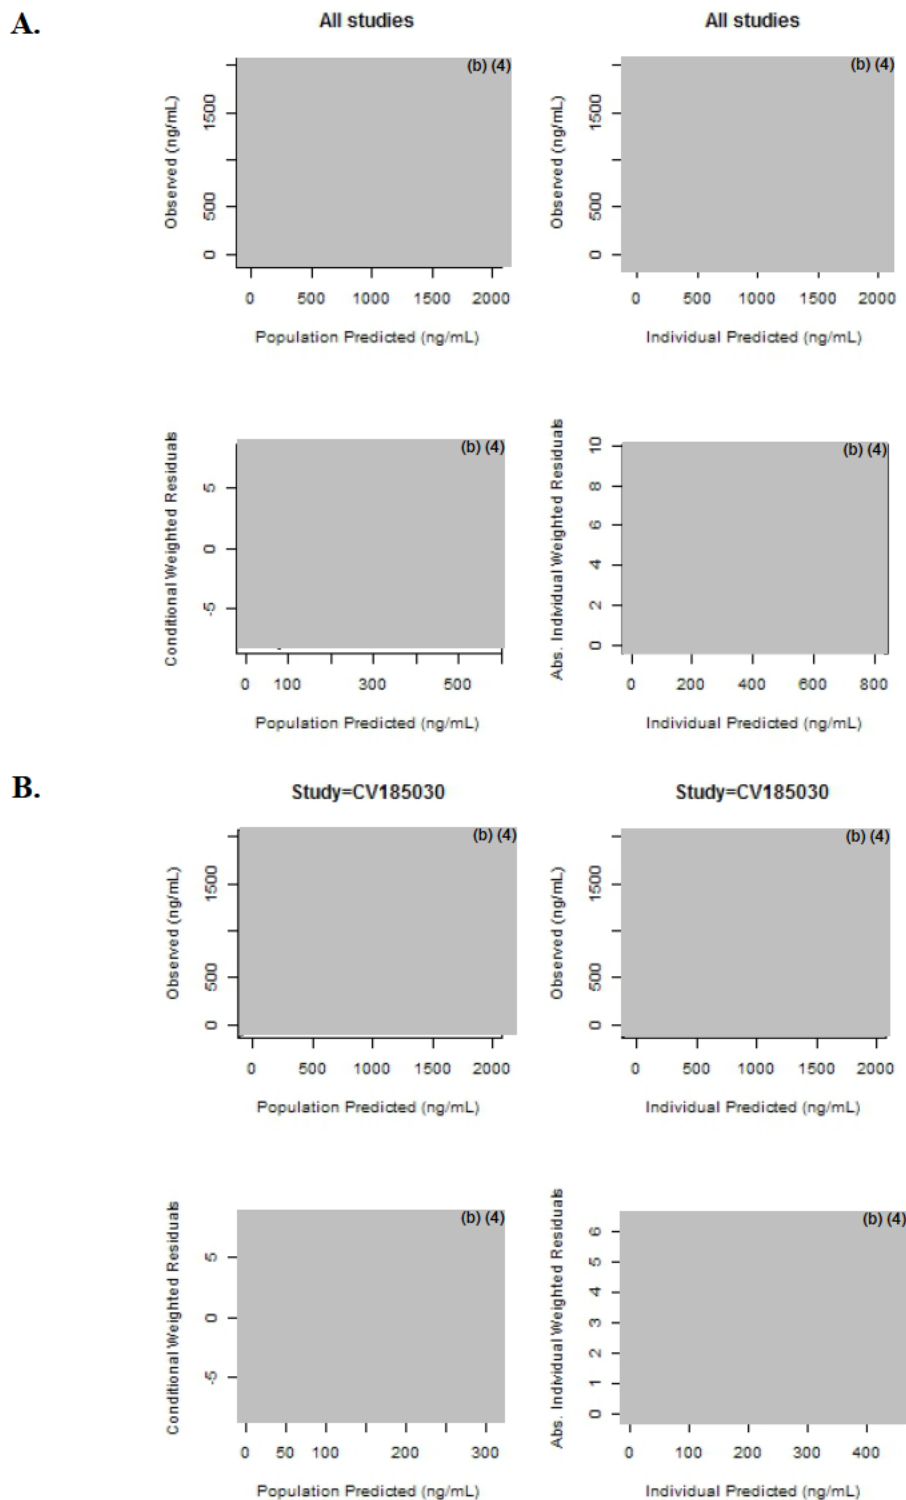 A.
All studies
All studies
(b) (4)
Observed (ng/mL)
1500
500
0
0 500 1000 1500 2000
Population Predicted (ng/mL)
(b) (4)
Observed (ng/mL)
1500
500
0
0 500 1000 1500 2000
Individual Predicted (ng/mL)
(b) (4)
Conditional Weighted Residuals
5
0
-5
0 100 300 500
Population Predicted (ng/mL)
(b) (4)
Abs. Individual Weighted Residuals
10
8
6
4
2
0
0 200 400 600 800
Individual Predicted (ng/mL)
B.
Study=CV185030
Study=CV185030
(b) (4)
Observed (ng/mL)
1500
500
0
0 500 1000 1500 2000
Population Predicted (ng/mL)
(b) (4)
Observed (ng/mL)
1500
500
0
0 500 1000 1500 2000
Individual Predicted (ng/mL)
(b) (4)
Conditional Weighted Residuals
5
0
-5
0 50 100 200 300
Population Predicted (ng/mL)
(b) (4)
Abs. Individual Weighted Residuals
6
5
4
3
2
1
0
0 100 200 300 400
Individual Predicted (ng/mL)